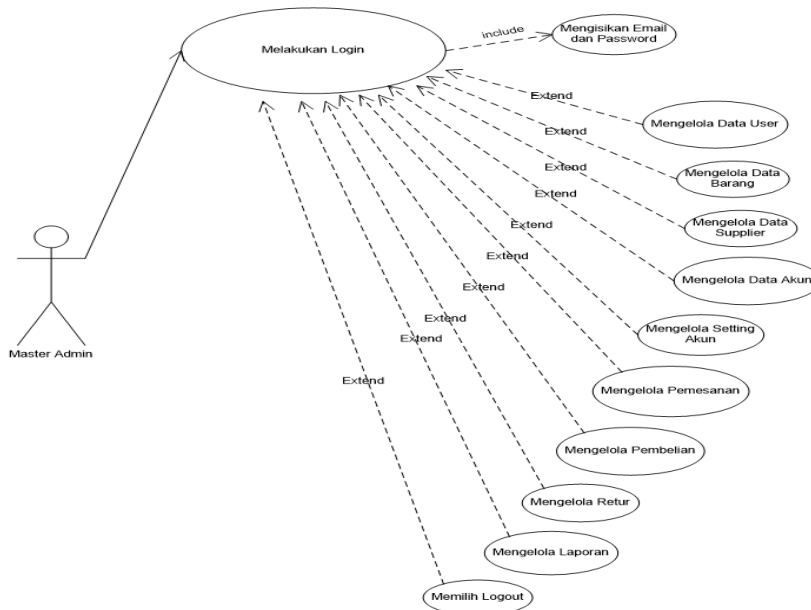 Melakukan Login
include
Mengisikan Email
dan Password
Extend
Mengelola Data User
Extend
Mengelola Data
Barang
Extend
Mengelola Data
Supplier
Extend
Mengelola Data Akun
Extend
Mengelola Setting
Akun
Extend
Mengelola Pemesanan
Extend
Mengelola Pembelian
Extend
Mengelola Retur
Extend
Mengelola Laporan
Extend
Memilih Logout
Master Admin